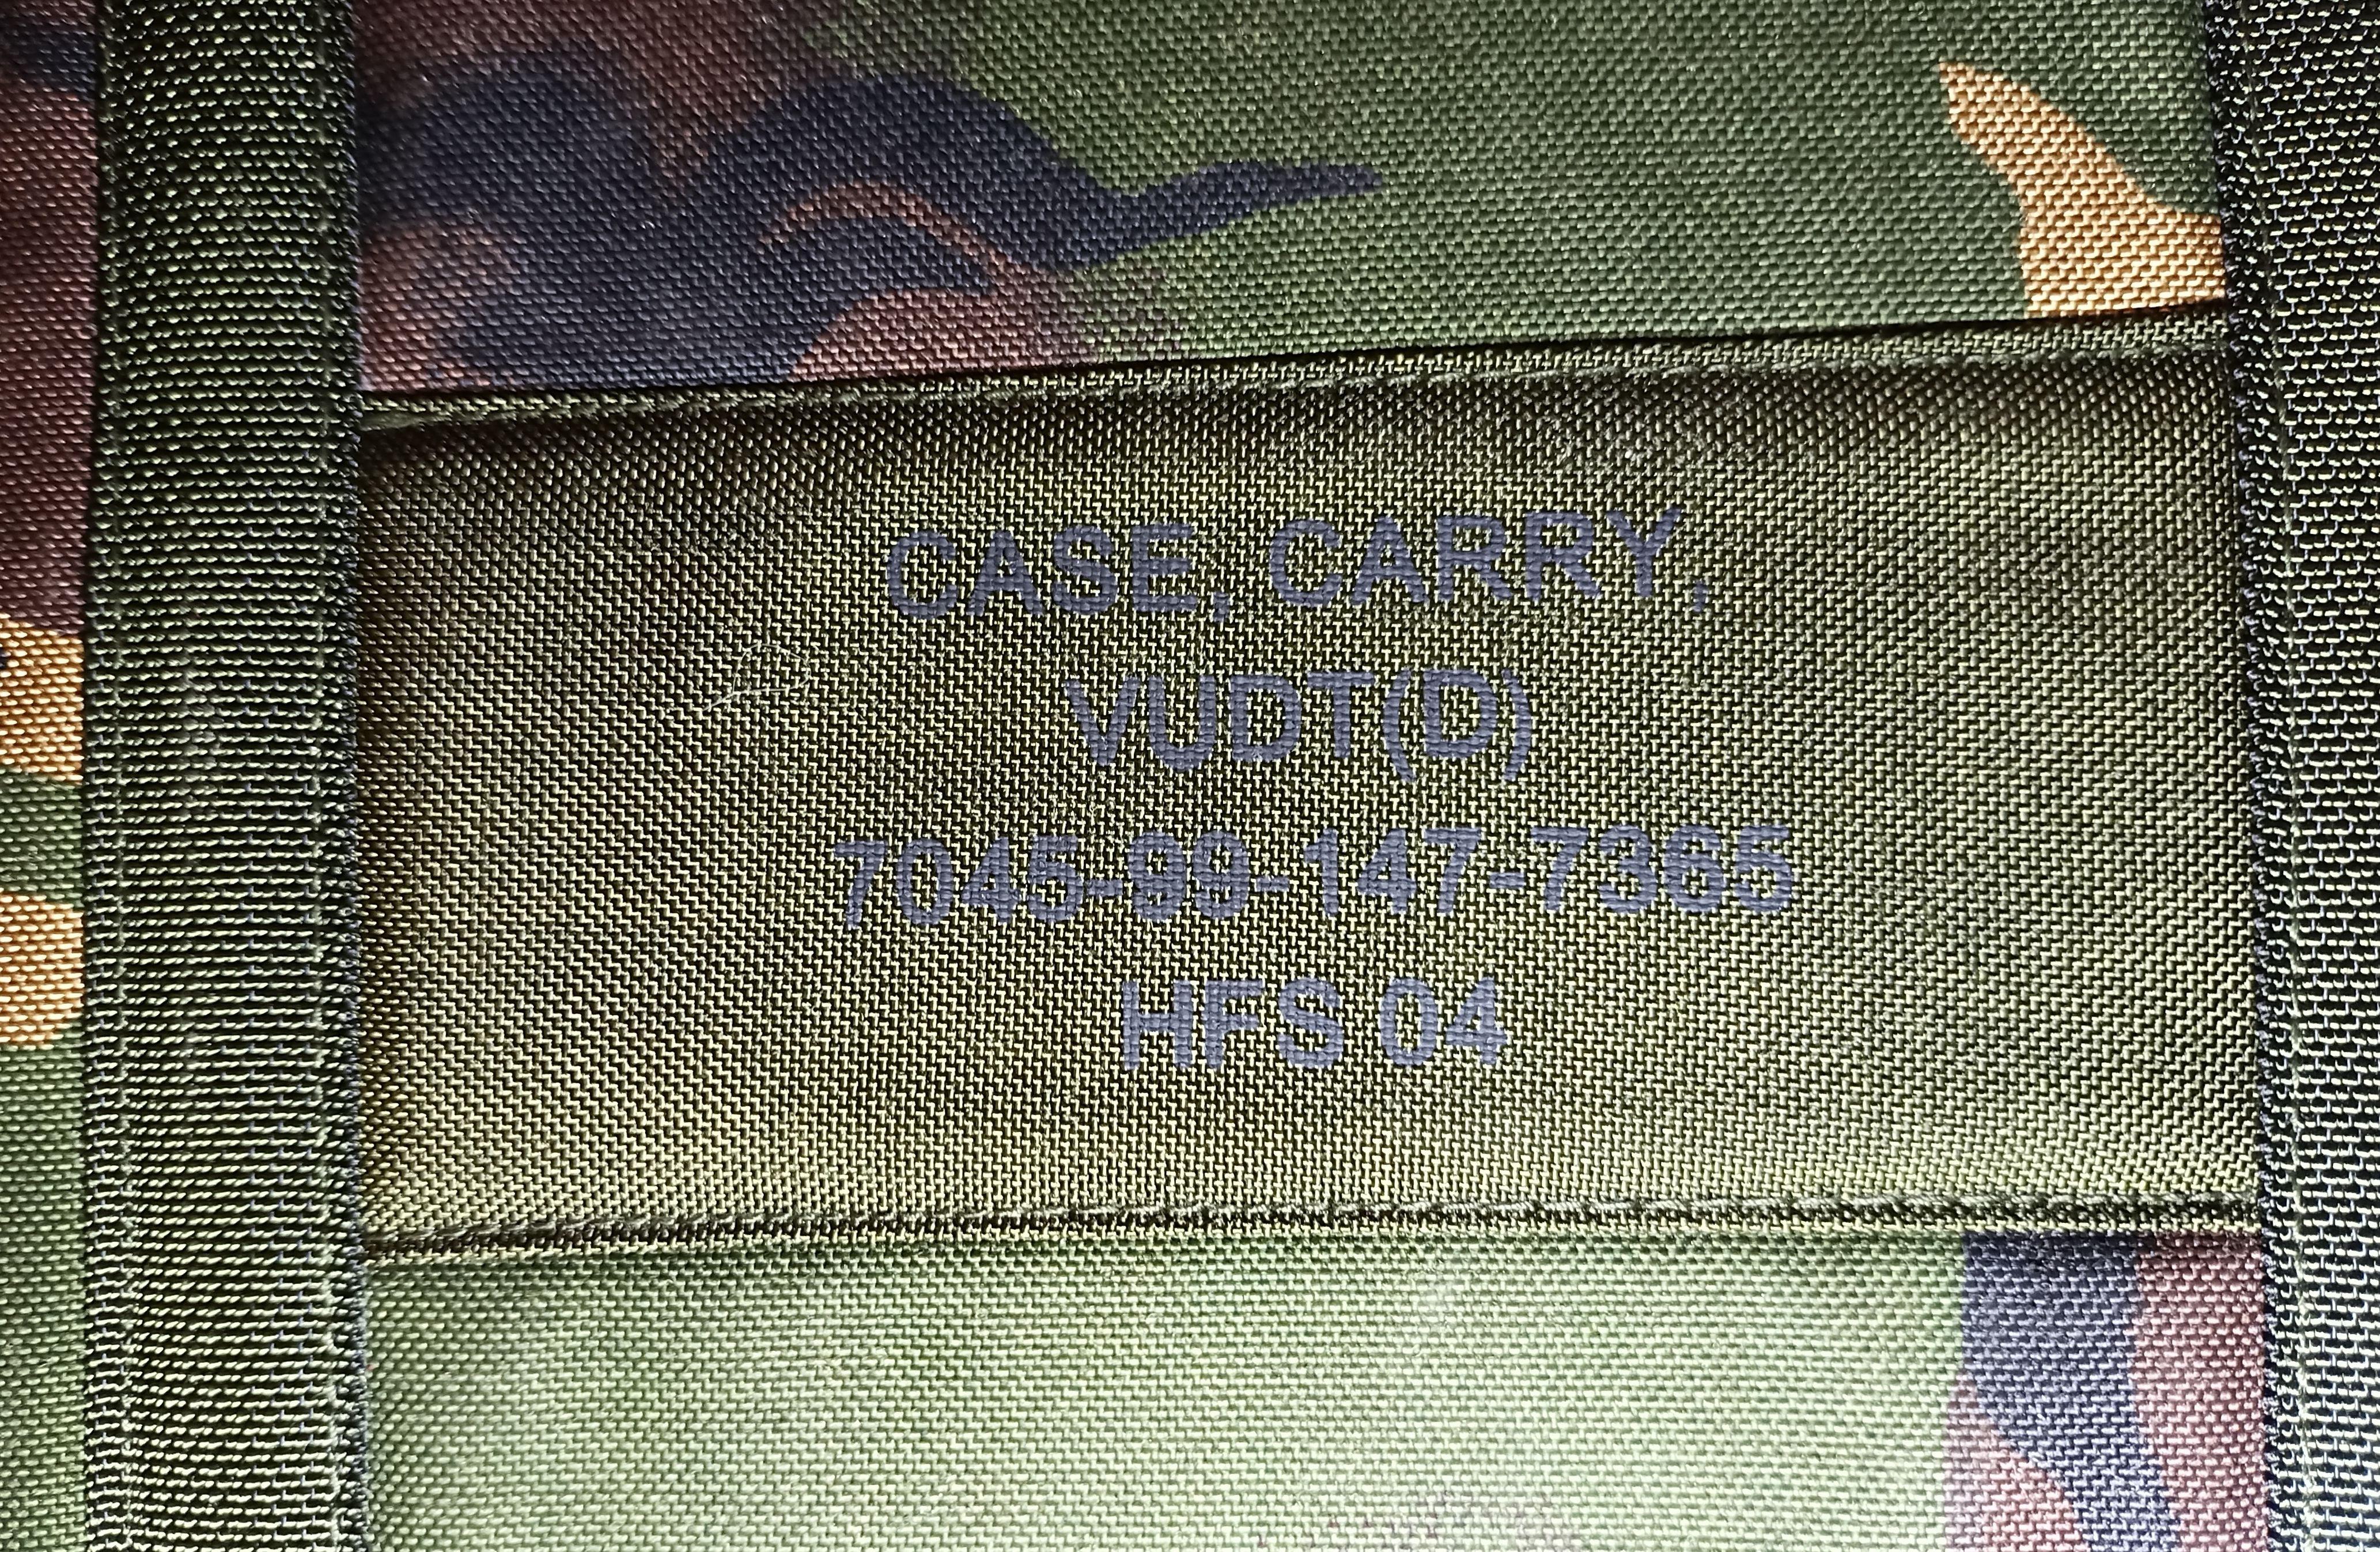 CASE, CARRY,
VUDT(D)
7045-99-147-7365
HFS 04